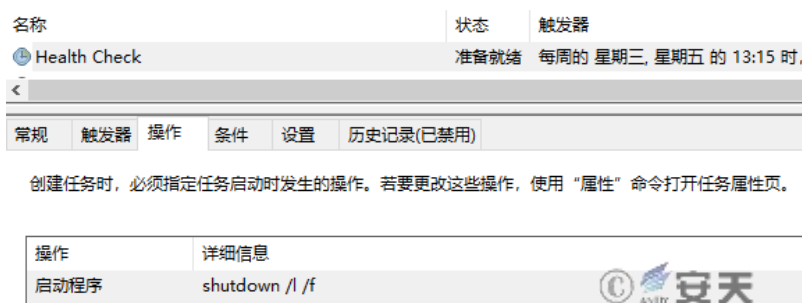 名称 状态 触发器
Health Check 准备就绪 每周的 星期三, 星期五 的 13:15 时,
常规 触发器 操作 条件 设置 历史记录(已禁用)
创建任务时，必须指定任务启动时发生的操作。若要更改这些操作，使用“属性”命令打开任务属性页。
操作 详细信息
启动程序 shutdown /l /f
© 安天